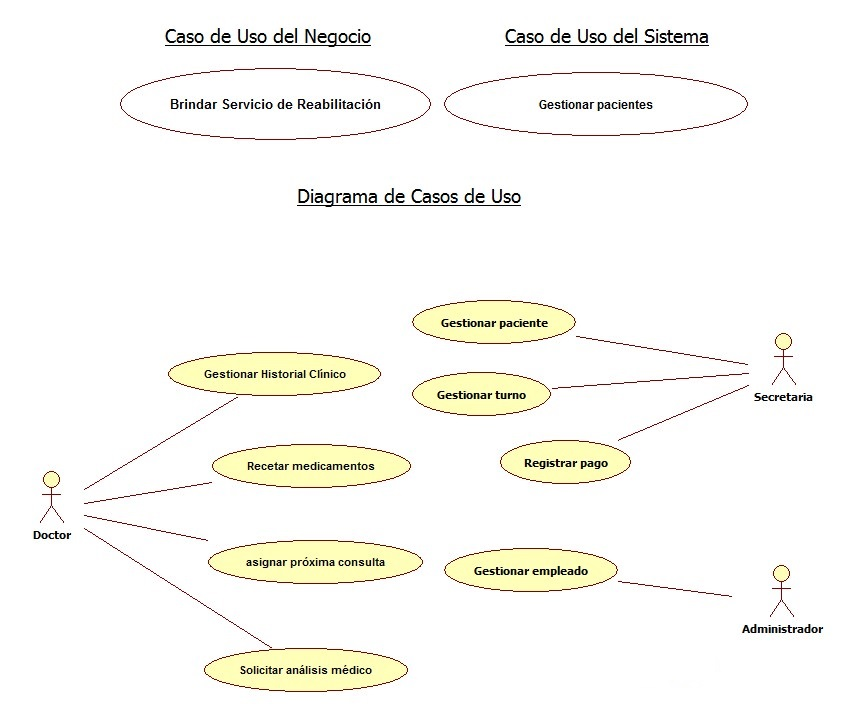 Caso de Uso del Negocio
Caso de Uso del Sistema
Brindar Servicio de Reabilitación
Gestionar pacientes
Diagrama de Casos de Uso
Gestionar paciente
Gestionar Historial Clínico
Gestionar turno
Secretaria
Recetar medicamentos
Registrar pago
Doctor
asignar próxima consulta
Gestionar empleado
Administrador
Solicitar análisis médico